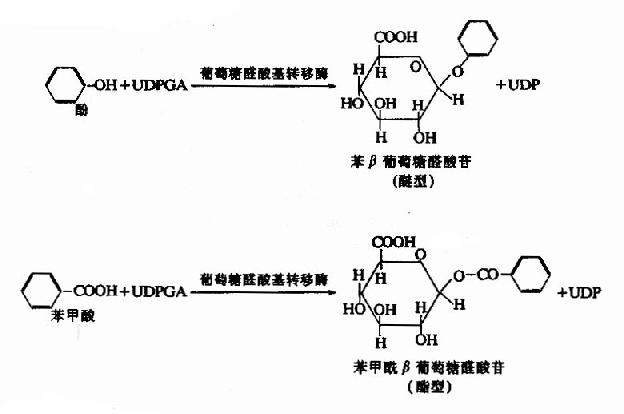 葡萄糖醛酸基转移酶
-OH+UDPGA
酚
COOH
H
O
O
H
HO
OH
H
H
OH
+UDP
苯β葡萄糖醛酸苷
(醚型)
葡萄糖醛酸基转移酶
-COOH+UDPGA
苯甲酸
COOH
H
O
O-CO-
H
HO
OH
H
H
OH
+UDP
苯甲酰β葡萄糖醛酸苷
(酯型)